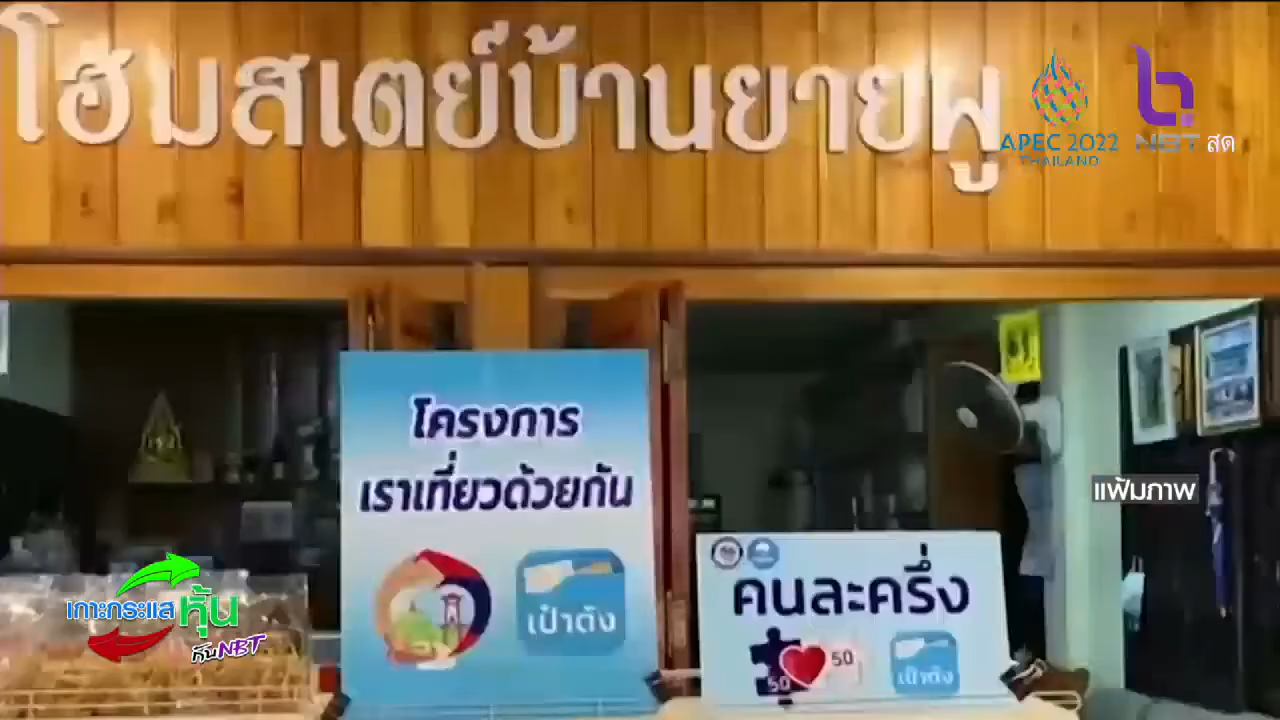 โฮมสเตย์บ้านยายผู
APEC 2022
THAILAND
NBT สด
โครงการ
เราเที่ยวด้วยกัน
เป๋าตัง
แฟ้มภาพ
คนละครึ่ง
50
50
เป๋าตัง
เกาะกระแส
หุ้น
กับNBT